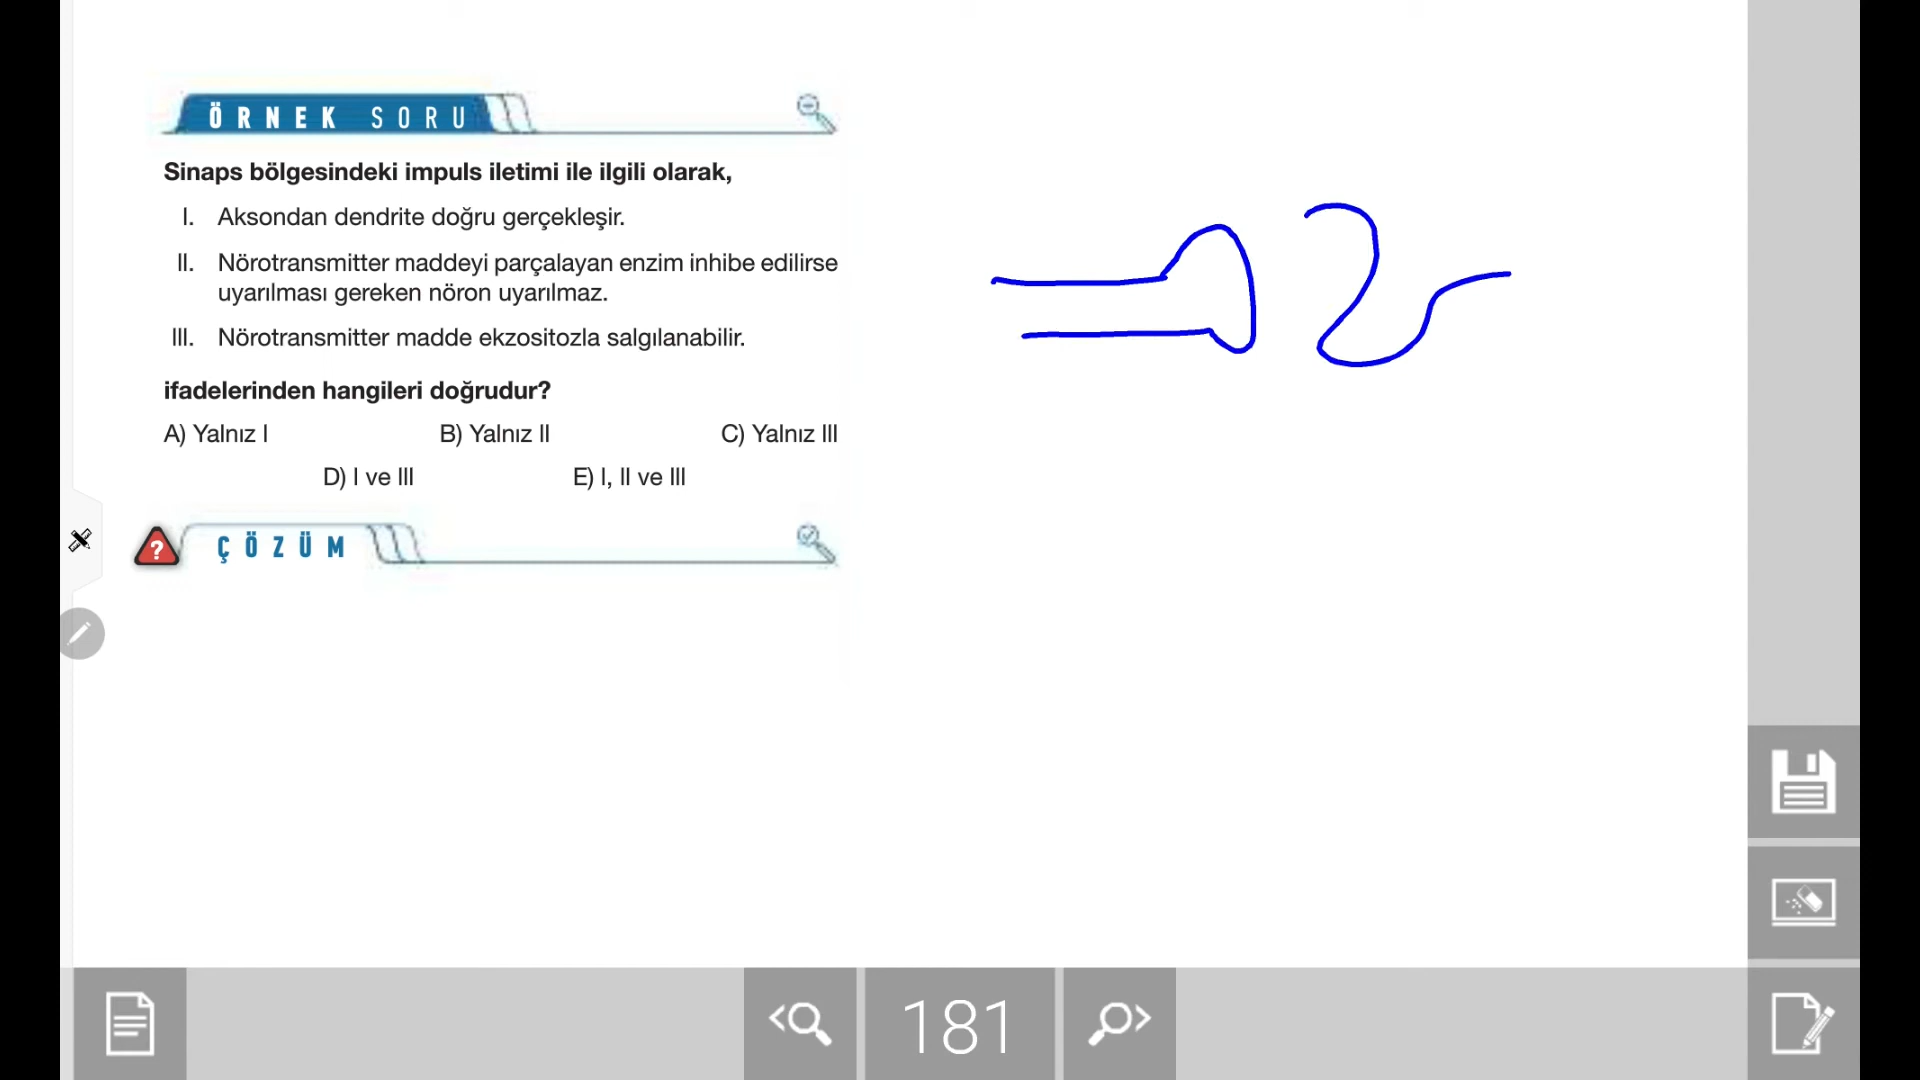 ÖRNEK SORU
Sinaps bölgesindeki impuls iletimi ile ilgili olarak,
I. Aksondan dendrite doğru gerçekleşir.
II. Nörotransmitter maddeyi parçalayan enzim inhibe edilirse
uyarılması gereken nöron uyarılmaz.
III. Nörotransmitter madde ekzositozla salgılanabilir.
ifadelerinden hangileri doğrudur?
A) Yalnız I B) Yalnız II C) Yalnız III
D) I ve III E) I, II ve III
? ÇÖZÜM
181